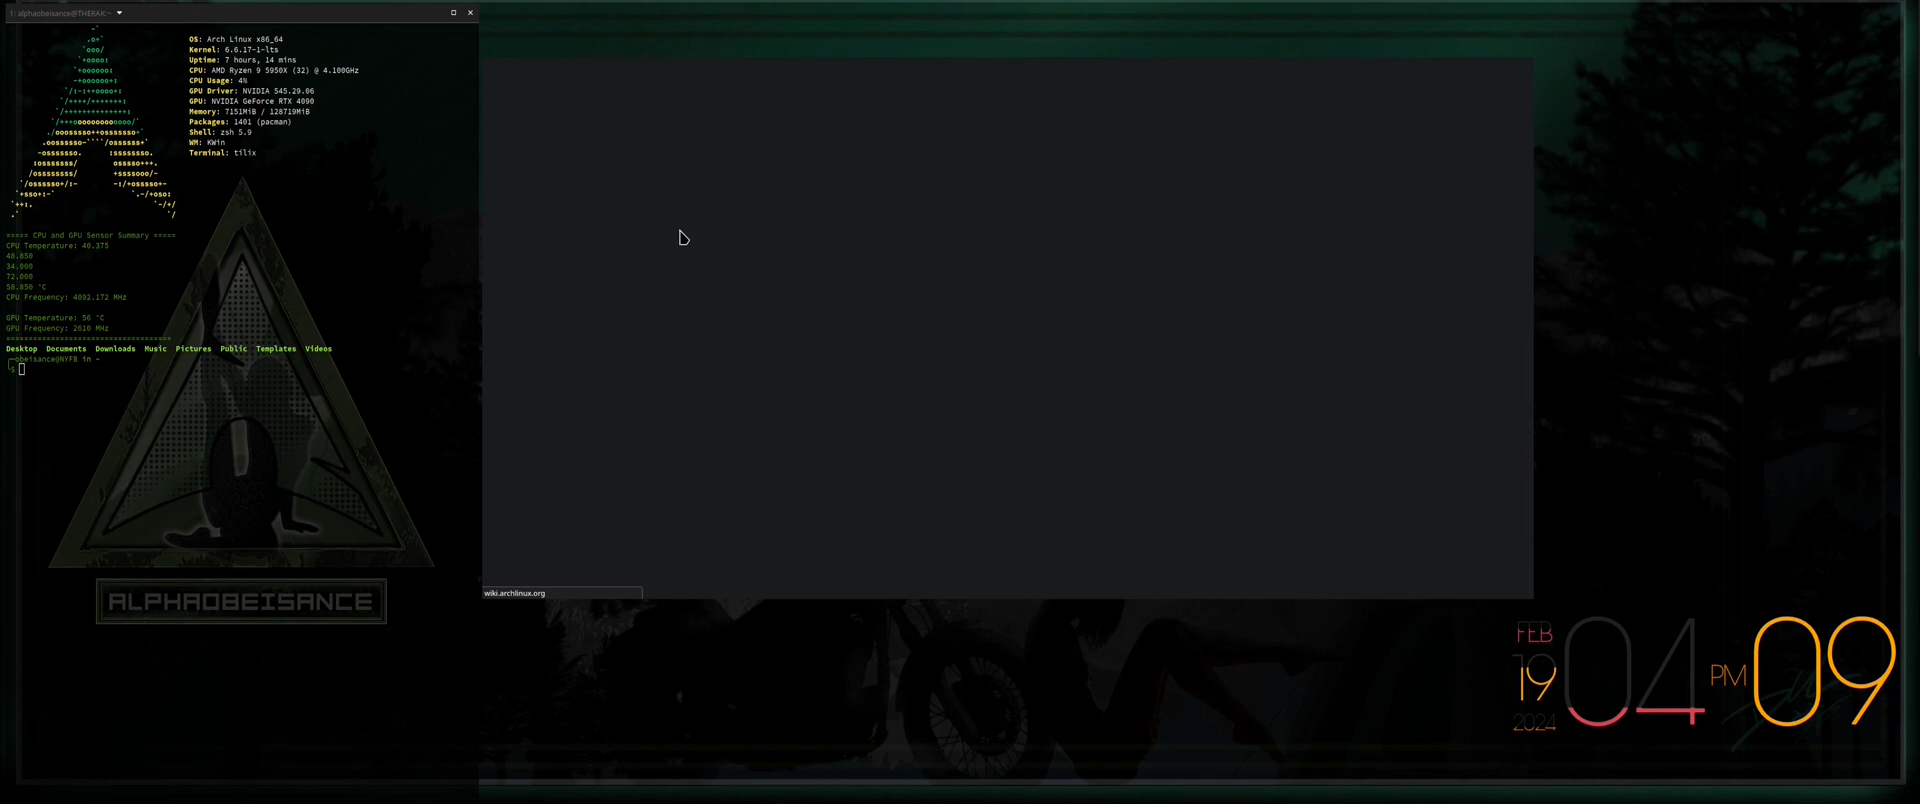 1: alphaobeisance@THERAK:~
OS: Arch Linux x86_64
Kernel: 6.6.17-1-lts
Uptime: 7 hours, 14 mins
CPU: AMD Ryzen 9 5950X (32) @ 4.100GHz
CPU Usage: 4%
GPU Driver: NVIDIA 545.29.06
GPU: NVIDIA GeForce RTX 4090
Memory: 7151MiB / 128719MiB
Packages: 1401 (pacman)
Shell: zsh 5.9
WM: KWin
Terminal: tilix
===== CPU and GPU Sensor Summary =====
CPU Temperature: 40.375
48.850
34.000
72.000
58.850 °C
CPU Frequency: 4092.172 MHz
GPU Temperature: 56 °C
GPU Frequency: 2610 MHz
Desktop Documents Downloads Music Pictures Public Templates Videos
obeisance@NYFB in ~
$
ALPHAOBEISANCE
wiki.archlinux.org
FEB
19
2024
04
PM
09